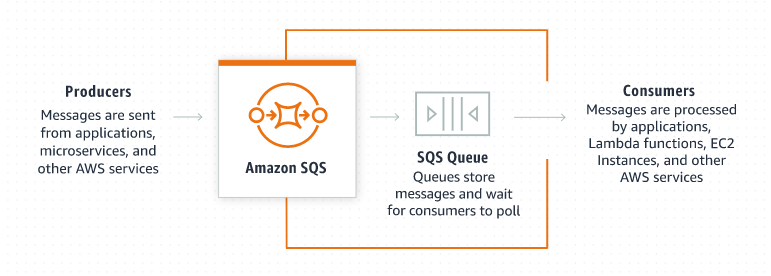 Producers
Messages are sent
from applications,
microservices, and
other AWS services
Amazon SQS
SQS Queue
Queues store
messages and wait
for consumers to poll
Consumers
Messages are processed
by applications,
Lambda functions, EC2
Instances, and other
AWS services